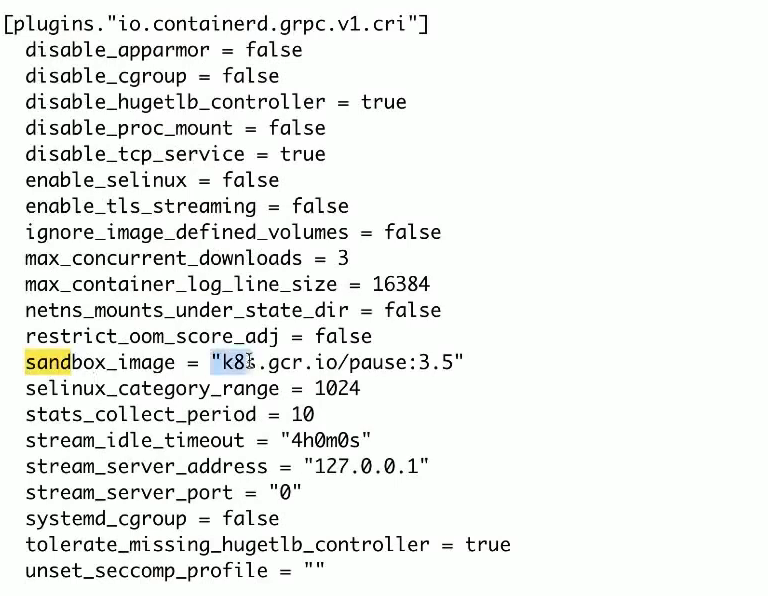 [plugins."io.containerd.grpc.v1.cri"]
disable_apparmor = false
disable_cgroup = false
disable_hugetlb_controller = true
disable_proc_mount = false
disable_tcp_service = true
enable_selinux = false
enable_tls_streaming = false
ignore_image_defined_volumes = false
max_concurrent_downloads = 3
max_container_log_line_size = 16384
netns_mounts_under_state_dir = false
restrict_oom_score_adj = false
sandbox_image = "k8s.gcr.io/pause:3.5"
selinux_category_range = 1024
stats_collect_period = 10
stream_idle_timeout = "4h0m0s"
stream_server_address = "127.0.0.1"
stream_server_port = "0"
systemd_cgroup = false
tolerate_missing_hugetlb_controller = true
unset_seccomp_profile = ""